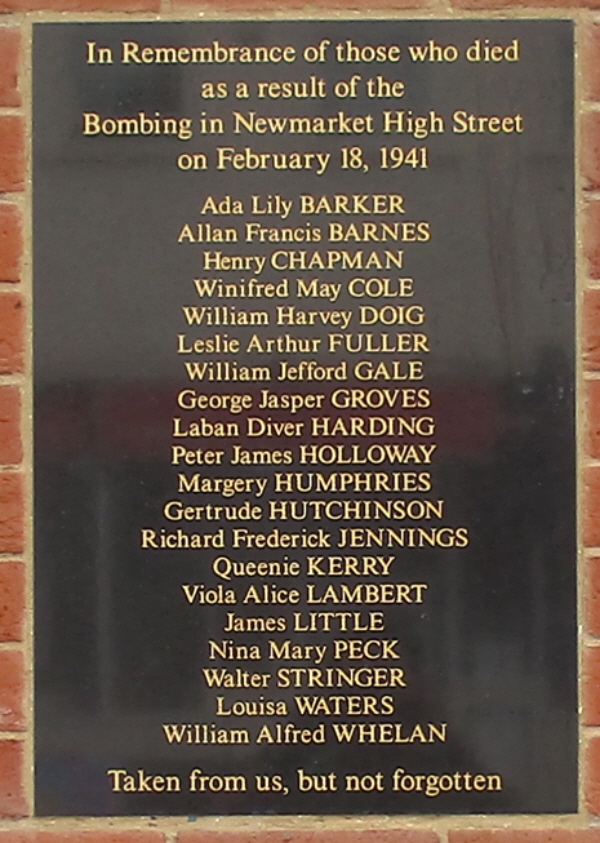 In Remembrance of those who died
as a result of the
Bombing in Newmarket High Street
on February 18, 1941
Ada Lily BARKER
Allan Francis BARNES
Henry CHAPMAN
Winifred May COLE
William Harvey DOIG
Leslie Arthur FULLER
William Jefford GALE
George Jasper GROVES
Laban Diver HARDING
Peter James HOLLOWAY
Margery HUMPHRIES
Gertrude HUTCHINSON
Richard Frederick JENNINGS
Queenie KERRY
Viola Alice LAMBERT
James LITTLE
Nina Mary PECK
Walter STRINGER
Louisa WATERS
William Alfred WHELAN
Taken from us, but not forgotten